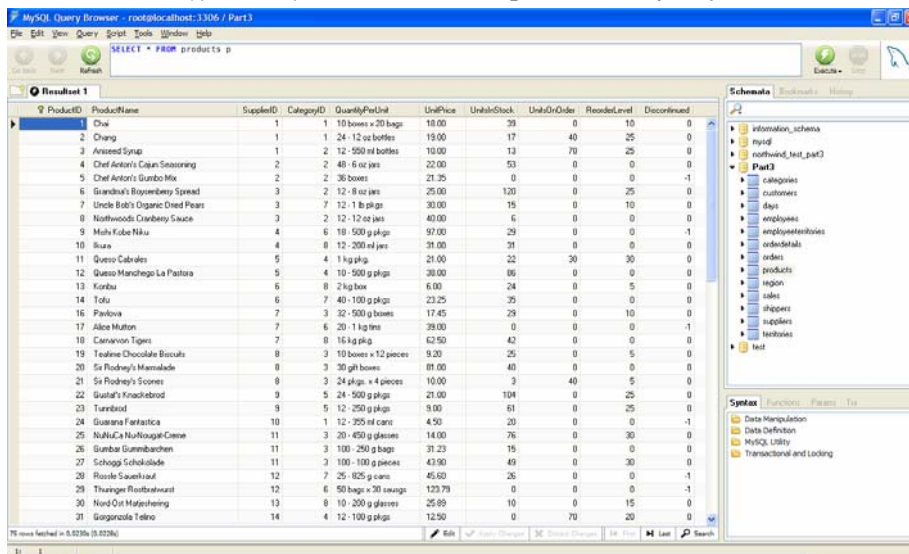 MySQL Query Browser - root@localhost:3306 / Part3
File Edit View Query Script Tools Window Help
SELECT * FROM products p
Go back Next Refresh Execute Stop
Resultset 1
ProductID ProductName SupplierID CategoryID QuantityPerUnit UnitPrice UnitsInStock UnitsOnOrder ReorderLevel Discontinued
1 Chai 1 1 10 boxes x 20 bags 18.00 39 0 10 0
2 Chang 1 1 24 - 12 oz bottles 19.00 17 40 25 0
3 Aniseed Syrup 1 2 12 - 550 ml bottles 10.00 13 70 25 0
4 Chef Anton's Cajun Seasoning 2 2 48 - 6 oz jars 22.00 53 0 0 0
5 Chef Anton's Gumbo Mix 2 2 36 boxes 21.35 0 0 0 -1
6 Grandma's Boysenberry Spread 3 2 12 - 8 oz jars 25.00 120 0 25 0
7 Uncle Bob's Organic Dried Pears 3 7 12 - 1 lb pkgs. 30.00 15 0 10 0
8 Northwoods Cranberry Sauce 3 2 12 - 12 oz jars 40.00 6 0 0 0
9 Mishi Kobe Niku 4 6 18 - 500 g pkgs. 97.00 29 0 0 -1
10 Ikura 4 8 12 - 200 ml jars 31.00 31 0 0 0
11 Queso Cabrales 5 4 1 kg pkg. 21.00 22 30 30 0
12 Queso Manchego La Pastora 5 4 10 - 500 g pkgs. 38.00 86 0 0 0
13 Konbu 6 8 2 kg box 6.00 24 0 5 0
14 Tofu 6 7 40 - 100 g pkgs. 23.25 35 0 0 0
16 Pavlova 7 3 32 - 500 g boxes 17.45 29 0 10 0
17 Alice Mutton 7 6 20 - 1 kg tins 39.00 0 0 0 -1
18 Carnarvon Tigers 7 8 16 kg pkg. 62.50 42 0 0 0
19 Teatime Chocolate Biscuits 8 3 10 boxes x 12 pieces 9.20 25 0 5 0
20 Sir Rodney's Marmalade 8 3 30 gift boxes 81.00 40 0 0 0
21 Sir Rodney's Scones 8 3 24 pkgs. x 4 pieces 10.00 3 40 5 0
22 Gustaf's Knackebrod 9 5 24 - 500 g pkgs. 21.00 104 0 25 0
23 Tunnbrod 9 5 12 - 250 g pkgs. 9.00 61 0 25 0
24 Guarana Fantastica 10 1 12 - 355 ml cans 4.50 20 0 0 -1
25 NuNuCa Nu-Nougat-Creme 11 3 20 - 450 g glasses 14.00 76 0 30 0
26 Gumbar Gummibarchen 11 3 100 - 250 g bags 31.23 15 0 0 0
27 Schoggi Schokolade 11 3 100 - 100 g pieces 43.90 49 0 30 0
28 Rossle Sauerkraut 12 7 25 - 825 g cans 45.60 26 0 0 -1
29 Thuringer Rostbratwurst 12 6 50 bags x 30 sausgs. 123.79 0 0 0 -1
30 Nord-Ost Matjeshering 13 8 10 - 200 g glasses 25.89 10 0 15 0
31 Gorgonzola Telino 14 4 12 - 100 g pkgs 12.50 0 70 20 0
Edit Apply Changes Discard Changes First Last Search
1: 1
Schemata Bookmarks History
information_schema
mysql
northwind_test_part3
Part3
categories
customers
days
employees
employeeterritories
orderdetails
orders
products
region
sales
shippers
suppliers
territories
test
Syntax Functions Params Trx
Data Manipulation
Data Definition
MySQL Utility
Transactional and Locking